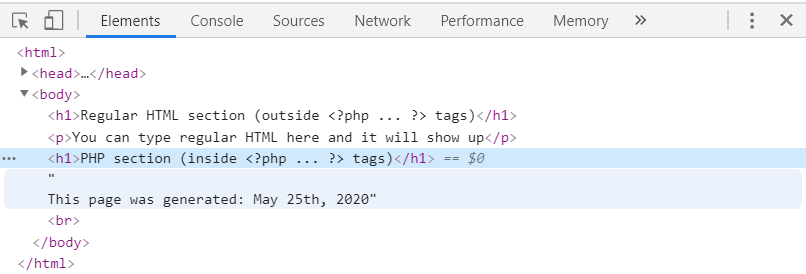 Elements Console Sources Network Performance Memory »
<html>
<head>…</head>
<body>
<h1>Regular HTML section (outside <?php ... ?> tags)</h1>
<p>You can type regular HTML here and it will show up</p>
... <h1>PHP section (inside <?php ... ?> tags)</h1> == $0
"
This page was generated: May 25th, 2020"
<br>
</body>
</html>